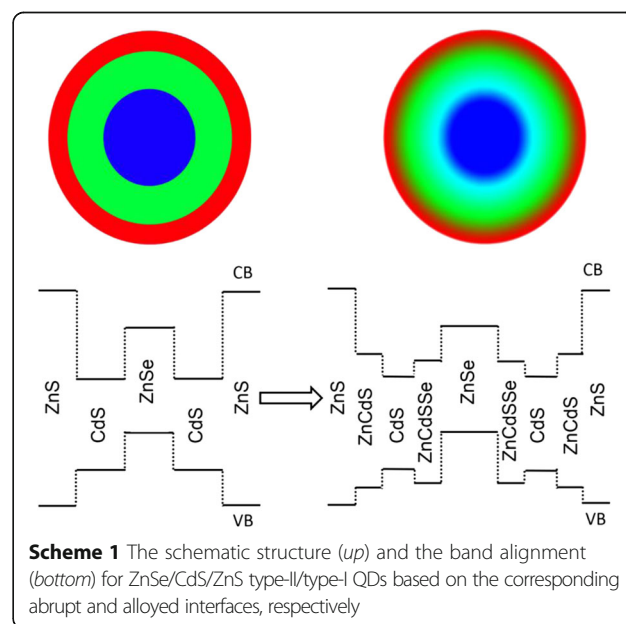 CB
CB
ZnS
CdS
ZnSe
CdS
ZnS
VB
ZnS
ZnCdS
CdS
ZnCdSSe
ZnSe
ZnCdSSe
CdS
ZnCdS
ZnS
VB
Scheme 1 The schematic structure (up) and the band alignment
(bottom) for ZnSe/CdS/ZnS type-II/type-I QDs based on the corresponding
abrupt and alloyed interfaces, respectively